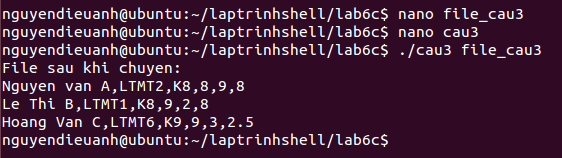 nguyendieuanh@ubuntu:~/laptrinhshell/lab6c$ nano file_cau3
nguyendieuanh@ubuntu:~/laptrinhshell/lab6c$ nano cau3
nguyendieuanh@ubuntu:~/laptrinhshell/lab6c$ ./cau3 file_cau3
File sau khi chuyen:
Nguyen van A,LTMT2,K8,8,9,8
Le Thi B,LTMT1,K8,9,2,8
Hoang Van C,LTMT6,K9,9,3,2.5
nguyendieuanh@ubuntu:~/laptrinhshell/lab6c$